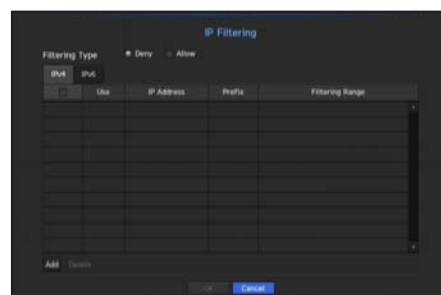 IP Filtering
Filtering Type Deny Allow
IPv4 IPv6
Use IP Address Prefix Filtering Range
Add Delete
OK Cancel